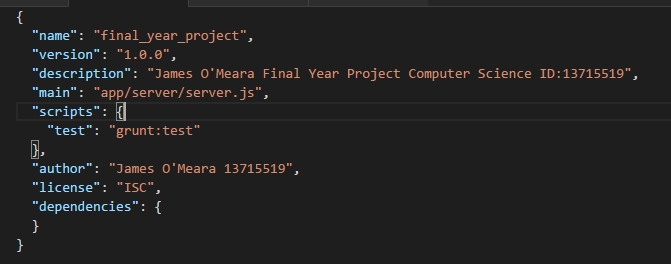 {
  "name": "final_year_project",
  "version": "1.0.0",
  "description": "James O'Meara Final Year Project Computer Science ID:13715519",
  "main": "app/server/server.js",
  "scripts": {
    "test": "grunt:test"
  },
  "author": "James O'Meara 13715519",
  "license": "ISC",
  "dependencies": {
  }
}